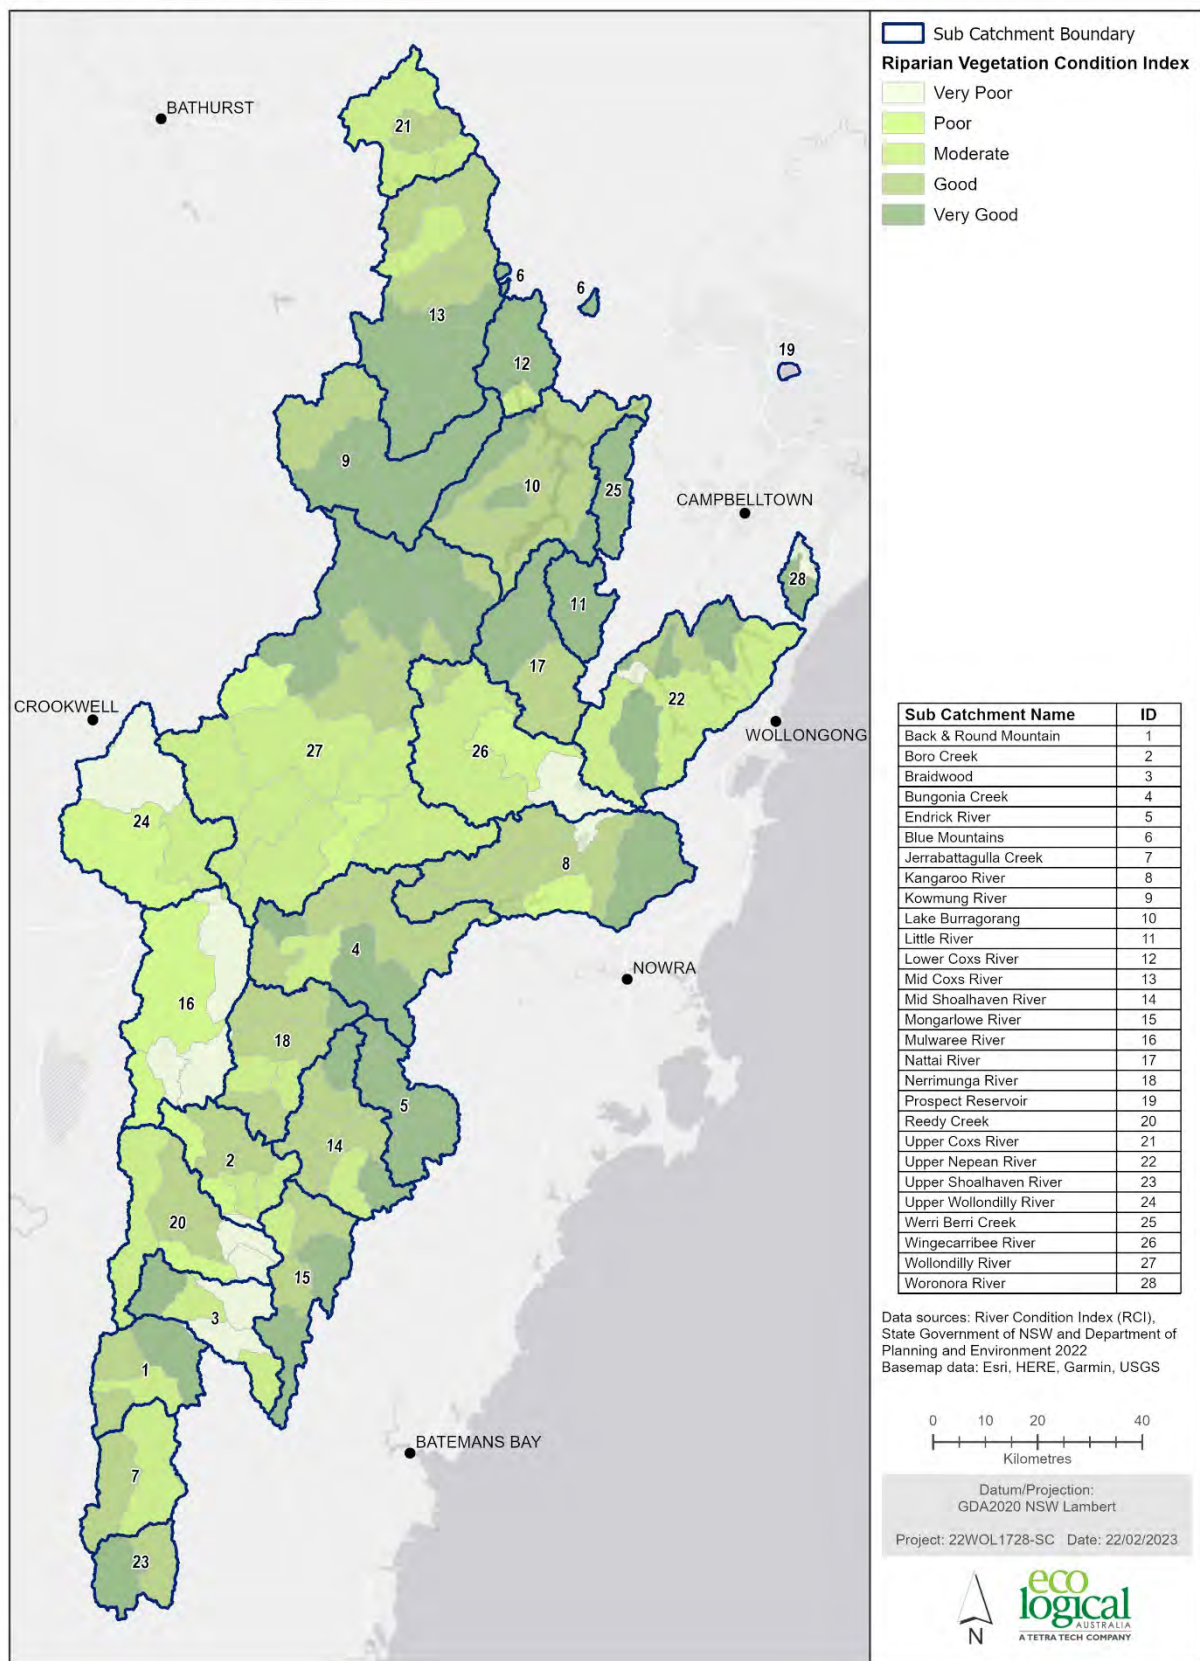 Sub Catchment Boundary
Riparian Vegetation Condition Index
Very Poor
Poor
Moderate
Good
Very Good
BATHURST
21
6
6
13
19
12
9
10
25
CAMPBELLTOWN
28
11
17
22
CROOKWELL
WOLLONGONG
27
26
24
8
4
NOWRA
16
18
5
14
2
20
15
3
1
BATEMANS BAY
7
23
Sub Catchment Name ID
Back & Round Mountain 1
Boro Creek 2
Braidwood 3
Bungonia Creek 4
Endrick River 5
Blue Mountains 6
Jerrabattagulla Creek 7
Kangaroo River 8
Kowmung River 9
Lake Burragorang 10
Little River 11
Lower Coxs River 12
Mid Coxs River 13
Mid Shoalhaven River 14
Mongarlowe River 15
Mulwaree River 16
Nattai River 17
Nerrimunga River 18
Prospect Reservoir 19
Reedy Creek 20
Upper Coxs River 21
Upper Nepean River 22
Upper Shoalhaven River 23
Upper Wollondilly River 24
Werri Berri Creek 25
Wingecarribee River 26
Wollondilly River 27
Woronora River 28
Data sources: River Condition Index (RCI),
State Government of NSW and Department of
Planning and Environment 2022
Basemap data: Esri, HERE, Garmin, USGS
0 10 20 40
Kilometres
Datum/Projection:
GDA2020 NSW Lambert
Project: 22WOL1728-SC Date: 22/02/2023
N
eco
logical
AUSTRALIA
A TETRA TECH COMPANY